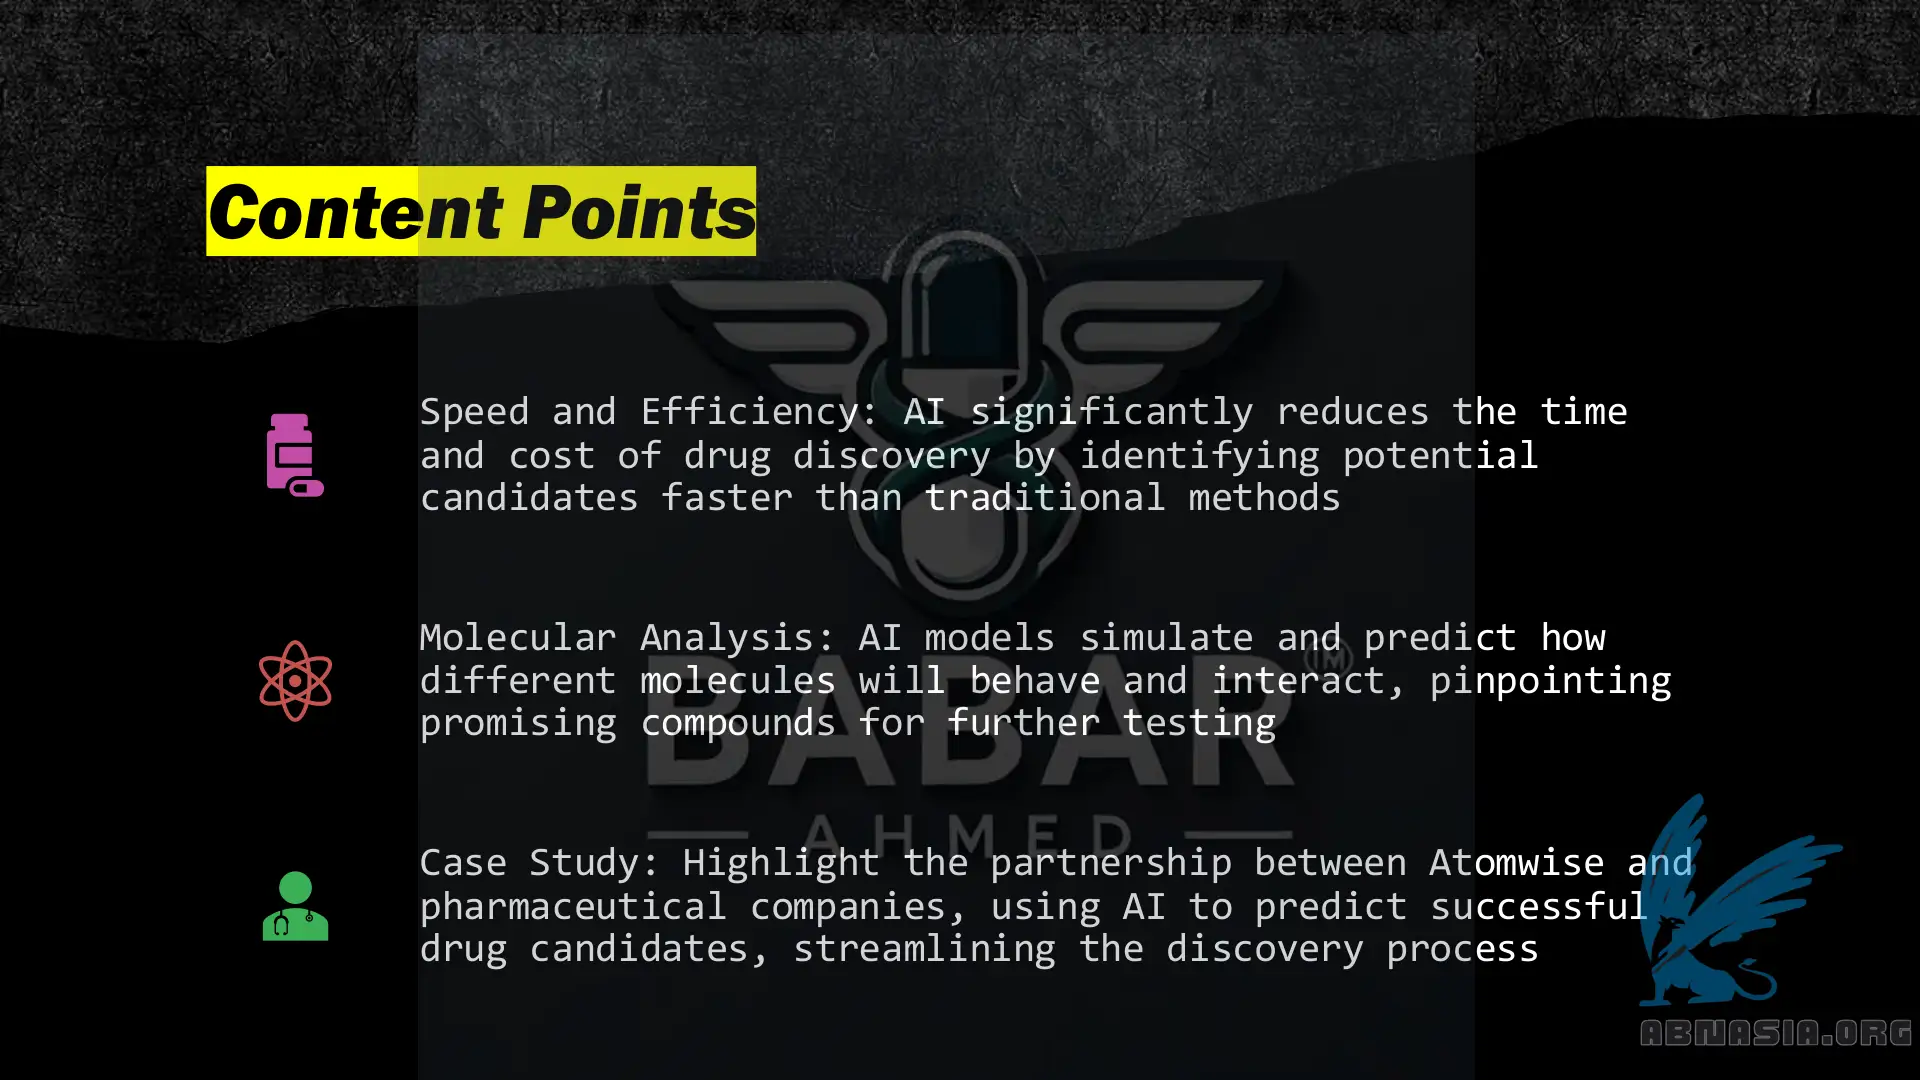 Content Points
Speed and Efficiency: AI significantly reduces the time
and cost of drug discovery by identifying potential
candidates faster than traditional methods
Molecular Analysis: AI models simulate and predict how
different molecules will behave and interact, pinpointing
promising compounds for further testing
BABAR
TM
AHMED
Case Study: Highlight the partnership between Atomwise and
pharmaceutical companies, using AI to predict successful
drug candidates, streamlining the discovery process
ABNASIA.ORG